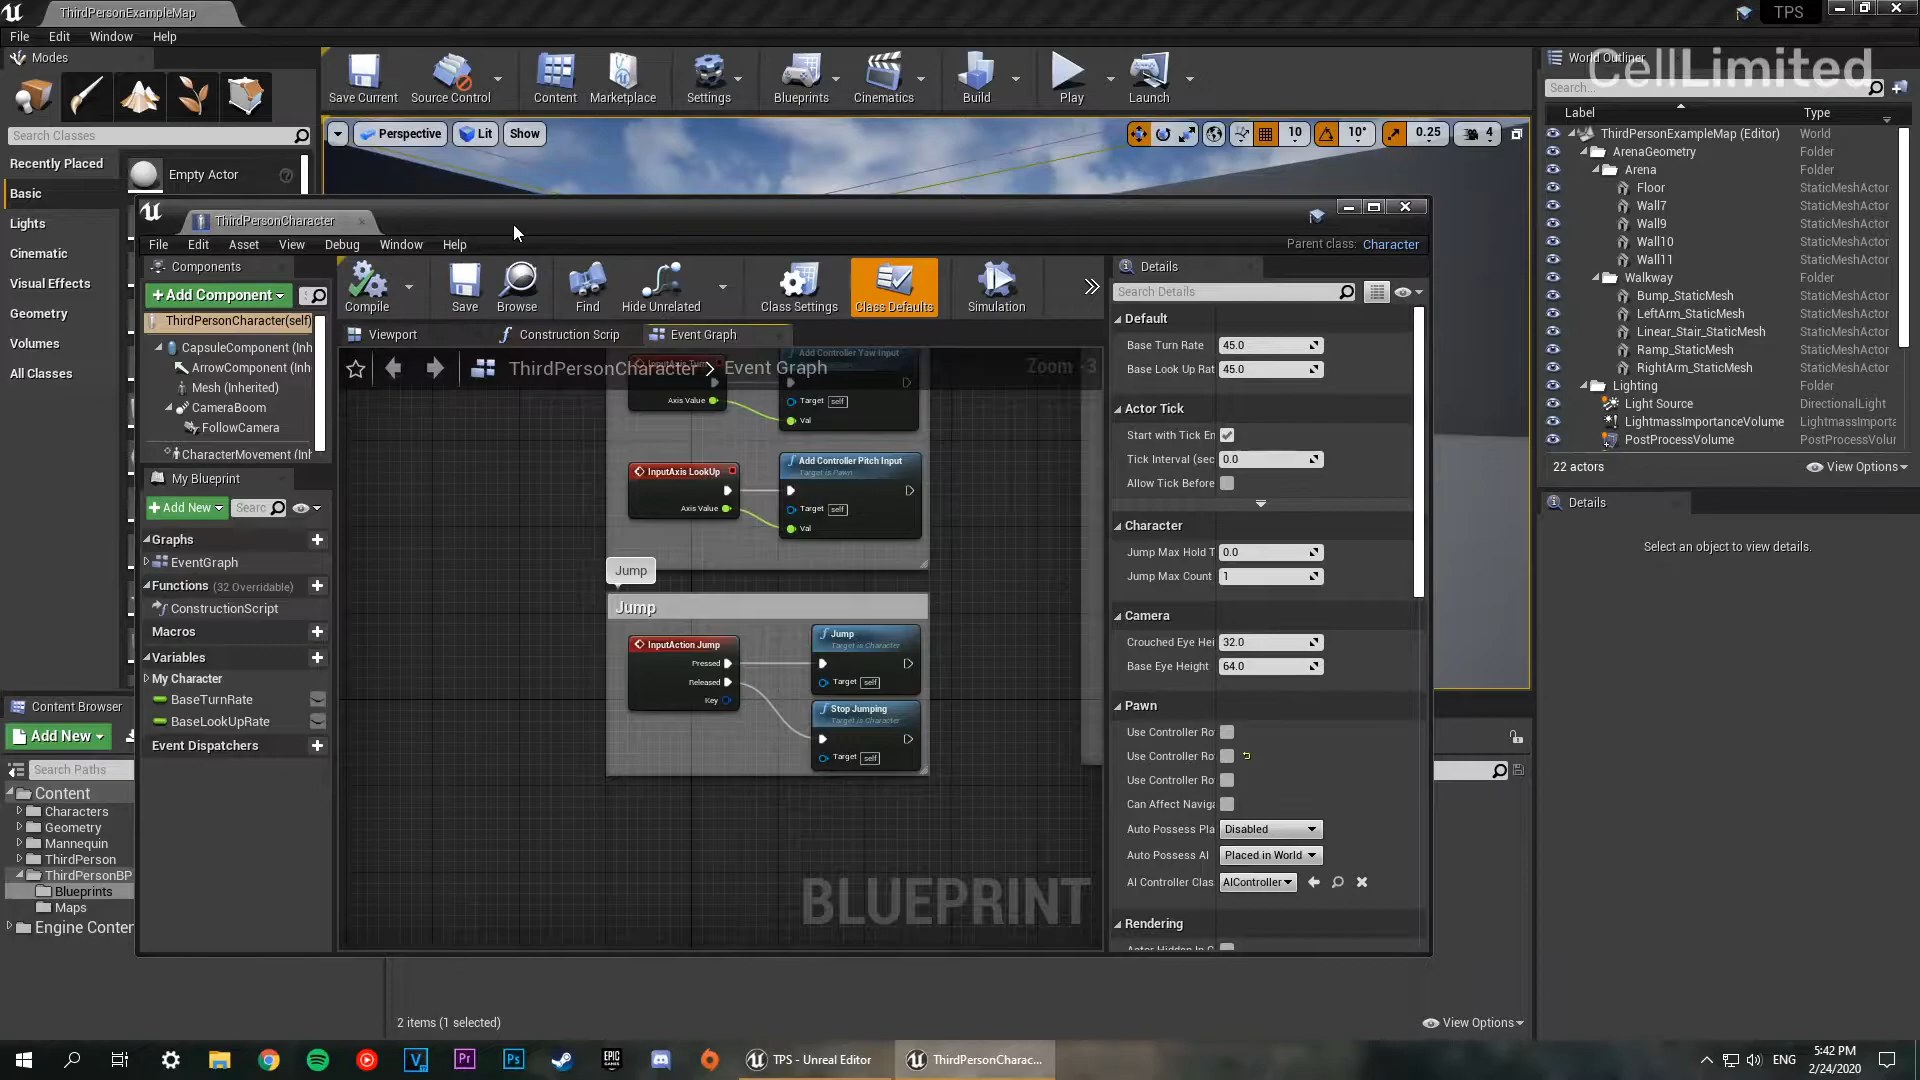 ThirdPersonExampleMap
TPS
File Edit Window Help
CellLimited
Modes
Search Classes
Recently Placed
Basic
Lights
Cinematic
Visual Effects
Geometry
Volumes
All Classes
Empty Actor
Save Current
Source Control
Content
Marketplace
Settings
Blueprints
Cinematics
Build
Play
Launch
Perspective
Lit
Show
10
10°
0.25
4
World Outliner
Search...
Label Type
ThirdPersonExampleMap (Editor) World
ArenaGeometry Folder
Arena Folder
Floor StaticMeshActor
Wall7 StaticMeshActor
Wall9 StaticMeshActor
Wall10 StaticMeshActor
Wall11 StaticMeshActor
Walkway Folder
Bump_StaticMesh StaticMeshActor
LeftArm_StaticMesh StaticMeshActor
Linear_Stair_StaticMesh StaticMeshActor
Ramp_StaticMesh StaticMeshActor
RightArm_StaticMesh StaticMeshActor
Lighting Folder
Light Source DirectionalLight
LightmassImportanceVolume LightmassImporta
PostProcessVolume PostProcessVolur
22 actors
View Options
Details
Select an object to view details.
ThirdPersonCharacter
File Edit Asset View Debug Window Help
Parent class: Character
Components
+Add Component
ThirdPersonCharacter(self)
CapsuleComponent (Inh
ArrowComponent (Inh
Mesh (Inherited)
CameraBoom
FollowCamera
CharacterMovement (Inh
My Blueprint
+Add New
Searc
Graphs
EventGraph
Functions (32 Overridable)
ConstructionScript
Macros
Variables
My Character
BaseTurnRate
BaseLookUpRate
Event Dispatchers
Compile
Save
Browse
Find
Hide Unrelated
Class Settings
Class Defaults
Simulation
Viewport
Construction Scrip
Event Graph
ThirdPersonCharacter > Event Graph
Zoom -3
InputAxis Turn
Axis Value
Add Controller Yaw Input
Target self
Val
InputAxis LookUp
Axis Value
Add Controller Pitch Input
Target is Pawn
Target self
Val
Jump
Jump
InputAction Jump
Pressed
Released
Key
Jump
Target is Character
Target self
Stop Jumping
Target is Character
Target self
BLUEPRINT
Details
Search Details
Default
Base Turn Rate 45.0
Base Look Up Rat 45.0
Actor Tick
Start with Tick En
Tick Interval (sec 0.0
Allow Tick Before
Character
Jump Max Hold T 0.0
Jump Max Count 1
Camera
Crouched Eye Hei 32.0
Base Eye Height 64.0
Pawn
Use Controller Ro
Use Controller Ro
Use Controller Ro
Can Affect Naviga
Auto Possess Pla Disabled
Auto Possess AI Placed in World
AI Controller Clas AIController
Rendering
Actor Hidden In G
Content Browser
Add New
Search Paths
Content
Characters
Geometry
Mannequin
ThirdPerson
ThirdPersonBP
Blueprints
Maps
Engine Conter
2 items (1 selected)
View Options
TPS - Unreal Editor
ThirdPersonCharac...
ENG
5:42 PM
2/24/2020